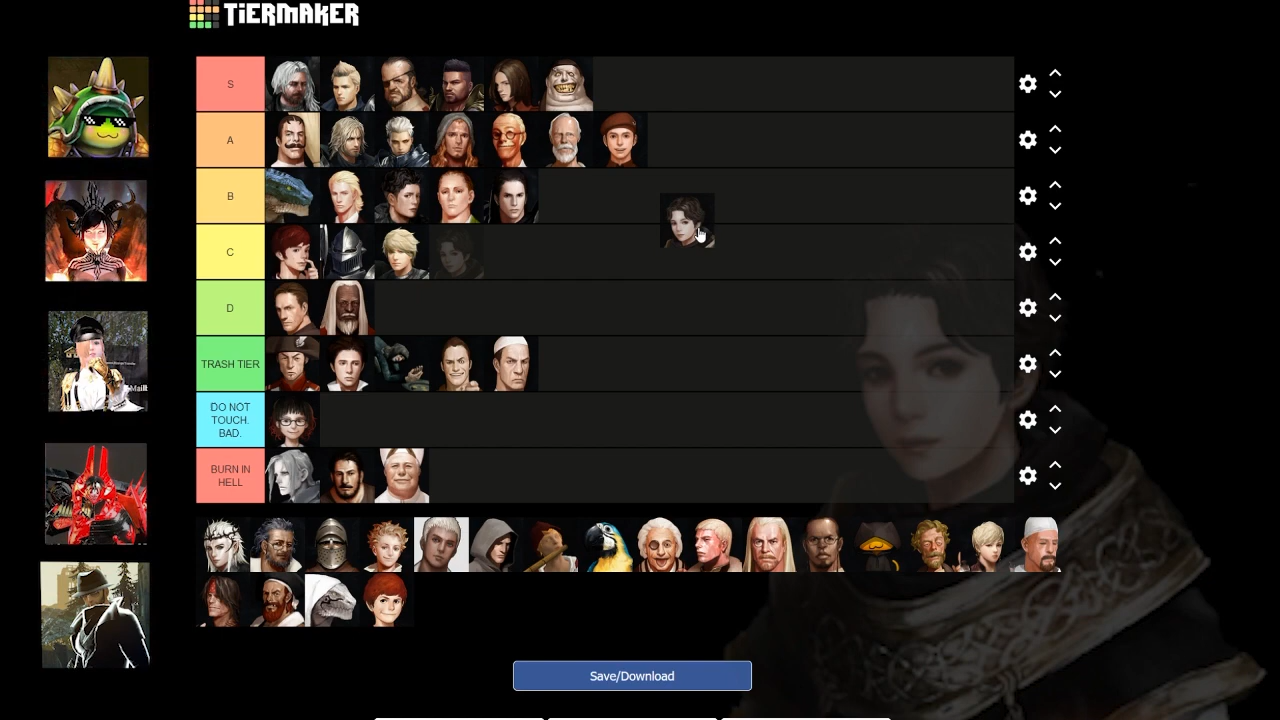 TiERMAKER
S
A
B
C
D
TRASH TIER
DO NOT
TOUCH.
BAD.
BURN IN
HELL
Save/Download